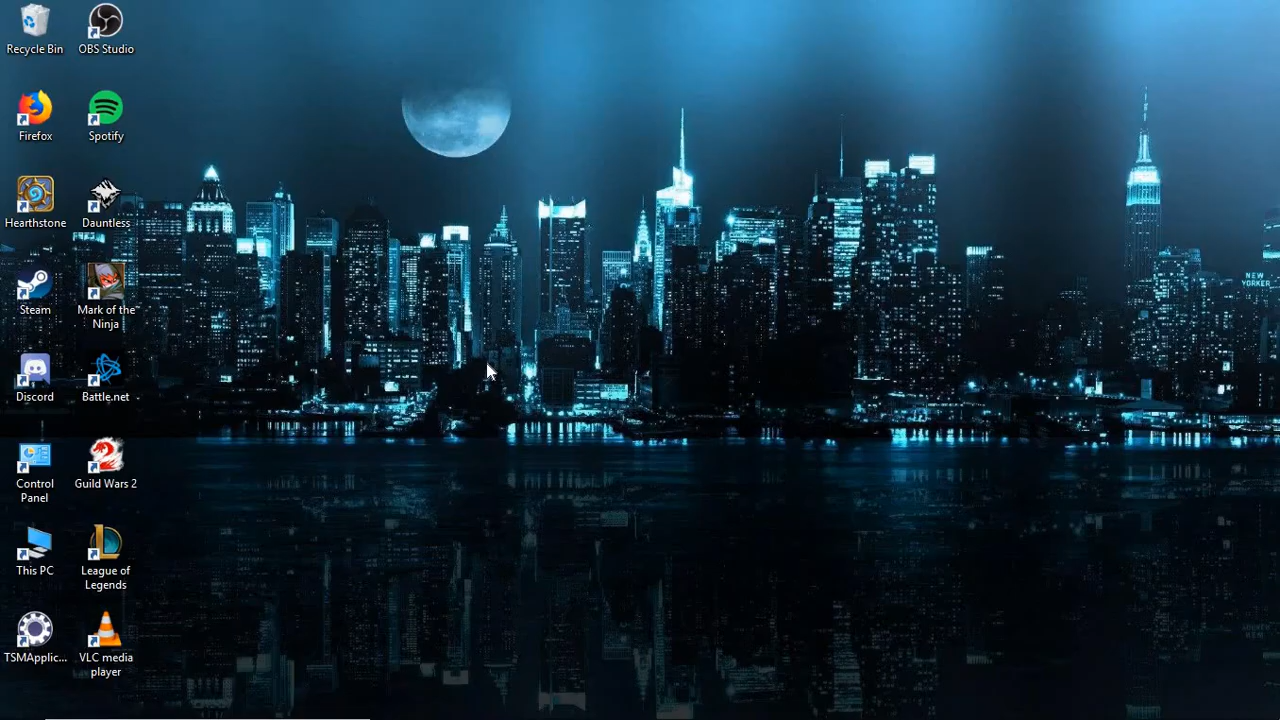 Recycle Bin
OBS Studio
Firefox
Spotify
Hearthstone
Dauntless
Steam
Mark of the
Ninja
Discord
Battle.net
Control
Panel
Guild Wars 2
This PC
League of
Legends
TSMApplic...
VLC media
player
NEW
YORKER